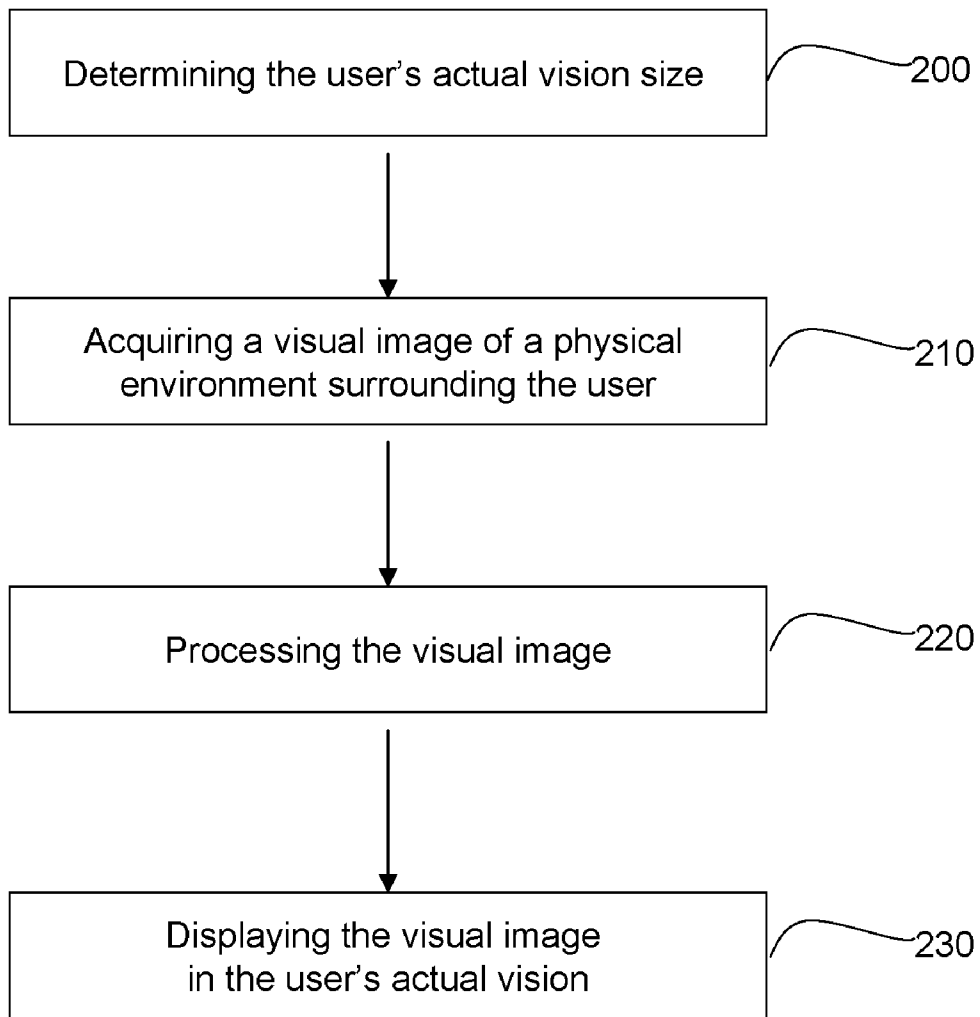 Determining the user’s actual vision size
200
Acquiring a visual image of a physical
environment surrounding the user
210
Processing the visual image
220
Displaying the visual image
in the user’s actual vision
230